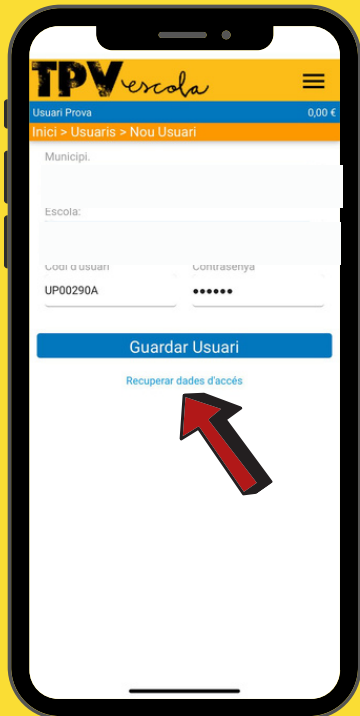 TPV escola
Usuari Prova 0,00 €
Inici > Usuaris > Nou Usuari
Municipi.
Escola:
Codi d'usuari Contrasenya
UP00290A ••••••
Guardar Usuari
Recuperar dades d'accés